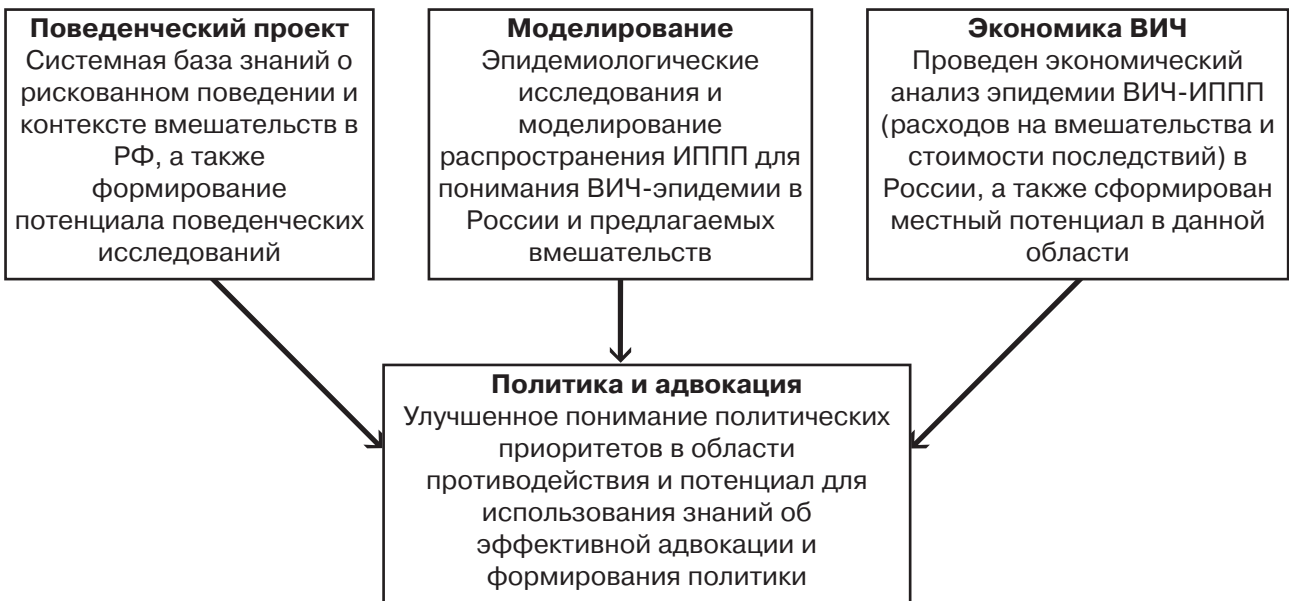 Поведенческий проект
Системная база знаний о
рискованном поведении и
контексте вмешательств в
РФ, а также
формирование
потенциала поведенческих
исследований
Моделирование
Эпидемиологические
исследования и
моделирование
распространения ИППП для
понимания ВИЧ-эпидемии в
России и предлагаемых
вмешательств
Экономика ВИЧ
Проведен экономический
анализ эпидемии ВИЧ-ИППП
(расходов на вмешательства и
стоимости последствий) в
России, а также сформирован
местный потенциал в данной
области
Политика и адвокация
Улучшенное понимание политических
приоритетов в области
противодействия и потенциал для
использования знаний об
эффективной адвокации и
формирования политики